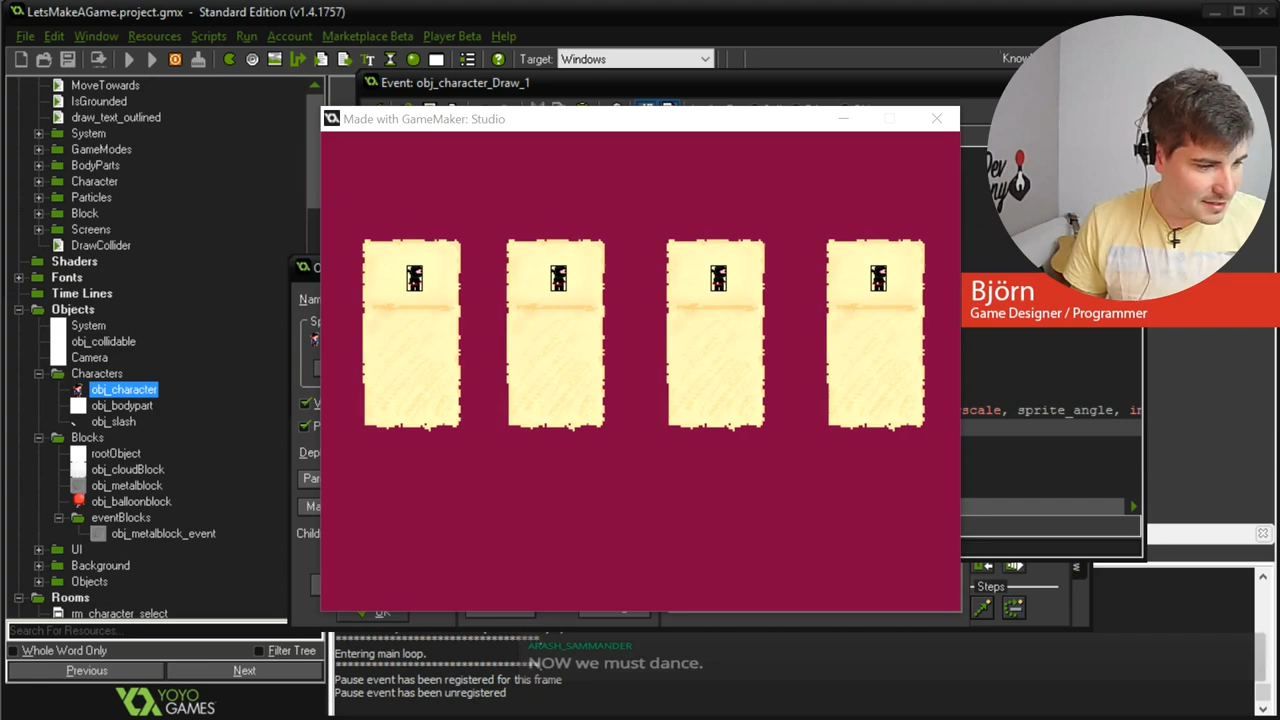 LetsMakeAGame.project.gmx - Standard Edition (v1.4.1757)
File Edit Window Resources Scripts Run Account Marketplace Beta Player Beta Help
Target: Windows
Event: obj_character_Draw_1
Made with GameMaker: Studio
MoveTowards
IsGrounded
draw_text_outlined
System
GameModes
BodyParts
Character
Particles
Block
Screens
DrawCollider
Shaders
Fonts
Time Lines
Objects
System
obj_collidable
Camera
Characters
obj_character
obj_bodypart
obj_slash
Blocks
rootObject
obj_cloudBlock
obj_metalblock
obj_balloonblock
eventBlocks
obj_metalblock_event
UI
Background
Objects
Rooms
rm_character_select
Search For Resources...
Whole Word Only Filter Tree
Previous Next
YOYO
GAMES
Björn
Game Designer / Programmer
scale, sprite_angle,
Steps
Entering main loop.
ARASH_SAMMANDER
NOW we must dance.
Pause event has been registered for this frame
Pause event has been unregistered